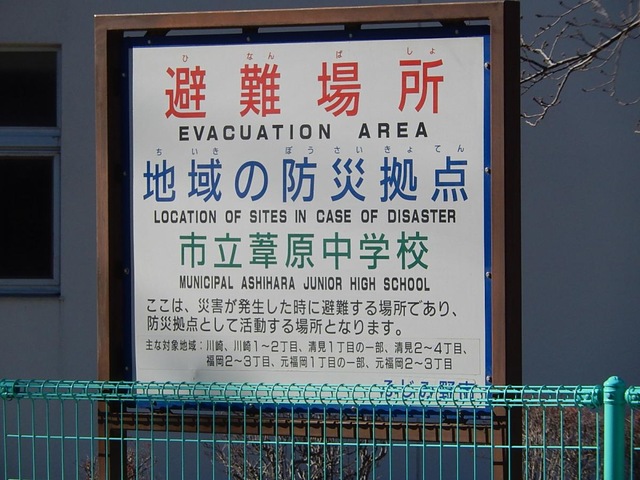 ひ なん ば しょ
避難場所
EVACUATION AREA
ちいき ぼうさいきょてん
地域の防災拠点
LOCATION OF SITES IN CASE OF DISASTER
市立葦原中学校
MUNICIPAL ASHIHARA JUNIOR HIGH SCHOOL
ここは、災害が発生した時に避難する場所であり、
防災拠点として活動する場所となります。
主な対象地域：川崎、川崎1～2丁目、清見1丁目の一部、清見2～4丁目、
福岡2～3丁目、元福岡1丁目の一部、元福岡2～3丁目
ふじみ野市